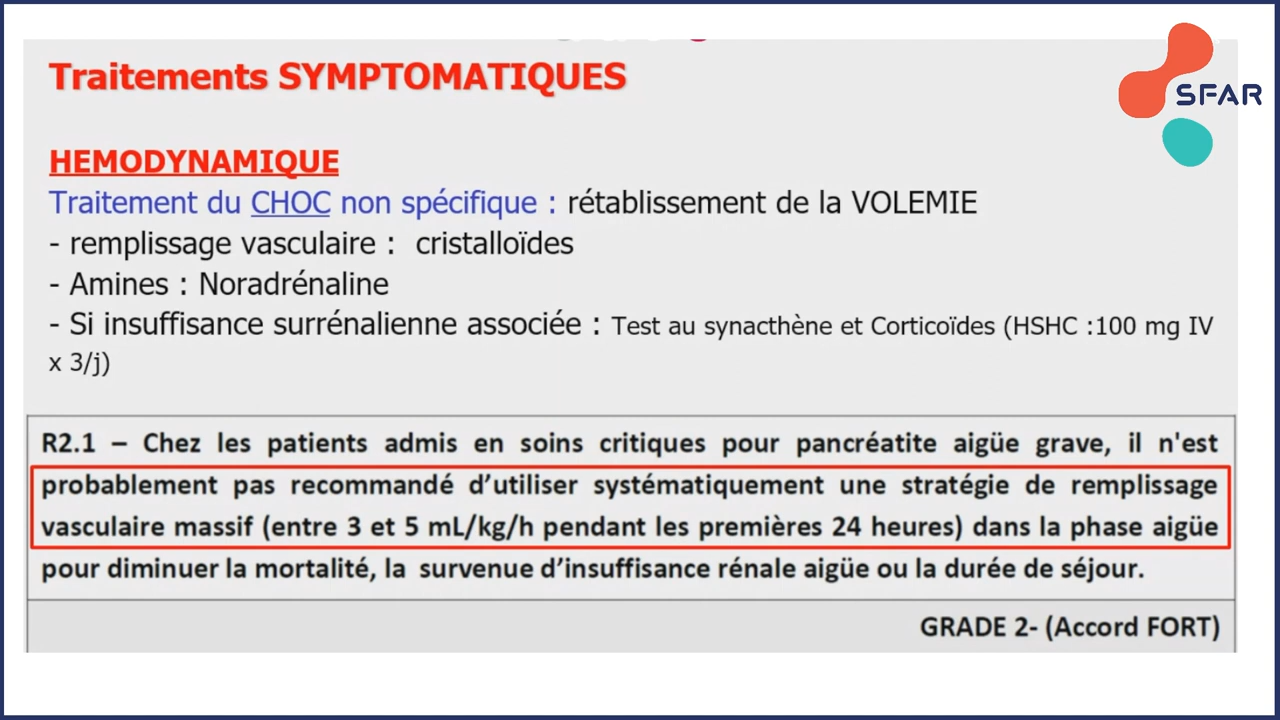 Traitements SYMPTOMATIQUES
SFAR
HEMODYNAMIQUE
Traitement du CHOC non spécifique : rétablissement de la VOLEMIE
- remplissage vasculaire : cristalloïdes
- Amines : Noradrénaline
- Si insuffisance surrénalienne associée : Test au synacthène et Corticoïdes (HSHC :100 mg IV
x 3/j)
R2.1 – Chez les patients admis en soins critiques pour pancréatite aigüe grave, il n'est
probablement pas recommandé d’utiliser systématiquement une stratégie de remplissage
vasculaire massif (entre 3 et 5 mL/kg/h pendant les premières 24 heures) dans la phase aigüe
pour diminuer la mortalité, la survenue d’insuffisance rénale aigüe ou la durée de séjour.
GRADE 2- (Accord FORT)